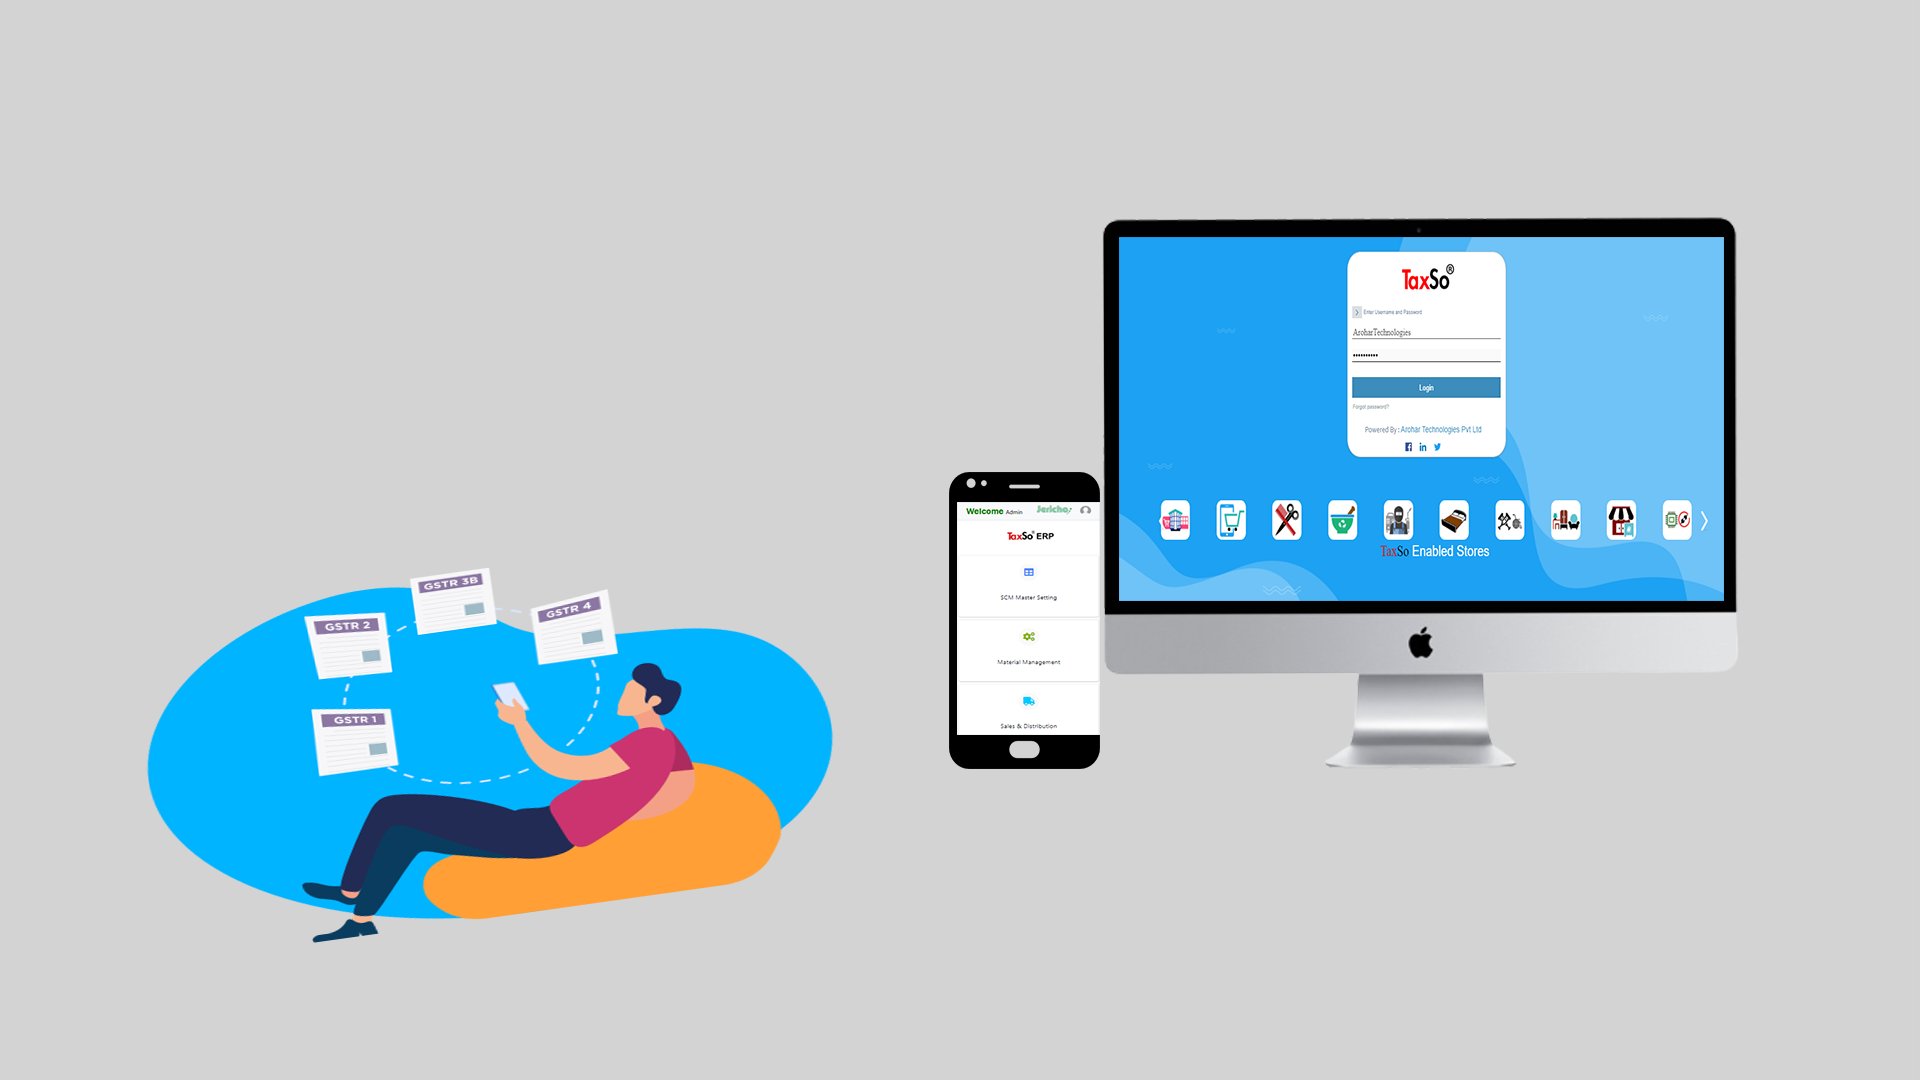 GSTR 3B
GSTR 4
GSTR 2
GSTR 1
Welcome Admin
Jericho
TaxSo® ERP
SCM Master Setting
Material Management
Sales & Distribution
TaxSo®
Enter Username and Password
AroharTechnologies
••••••••••
Login
Forgot password?
Powered By : Arohar Technologies Pvt Ltd
TaxSo Enabled Stores